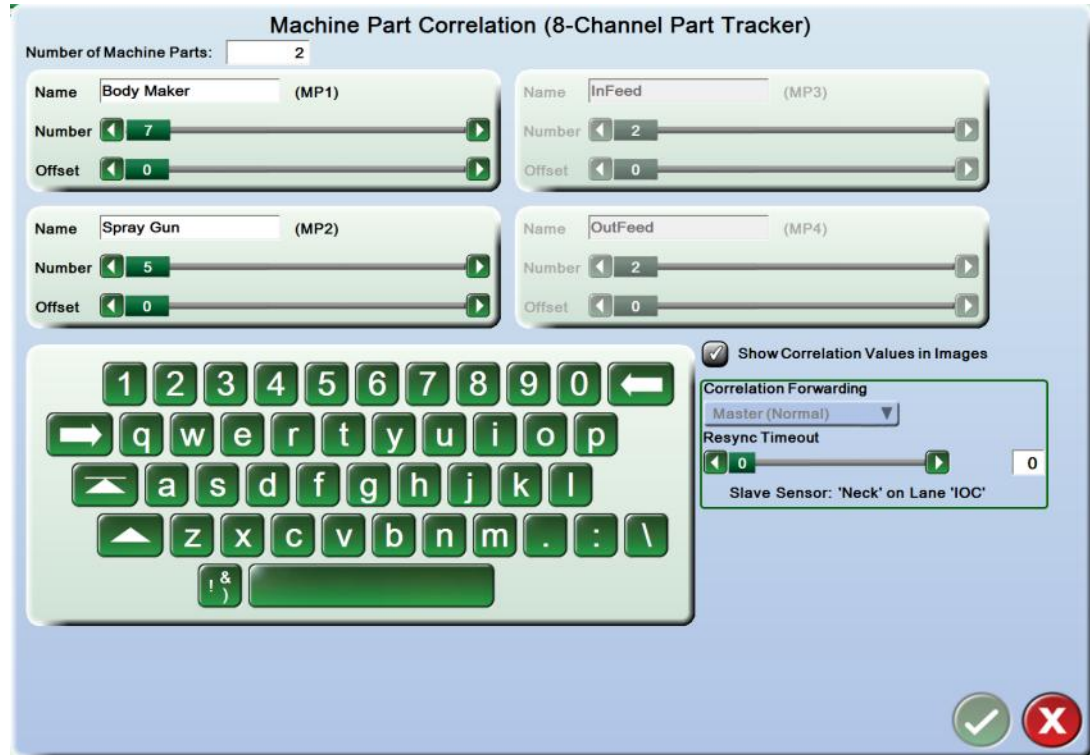 Machine Part Correlation (8-Channel Part Tracker)
Number of Machine Parts: 2
Name Body Maker (MP1)
Number 7
Offset 0
Name InFeed (MP3)
Number 2
Offset 0
Name Spray Gun (MP2)
Number 5
Offset 0
Name OutFeed (MP4)
Number 2
Offset 0
Show Correlation Values in Images
Correlation Forwarding
Master (Normal)
Resync Timeout
0 0
Slave Sensor: 'Neck' on Lane 'IOC'
1 2 3 4 5 6 7 8 9 0
q w e r t y u i o p
a s d f g h j k l
z x c v b n m . : \
! & )